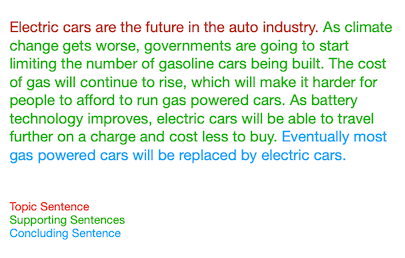 Electric cars are the future in the auto industry. As climate
change gets worse, governments are going to start
limiting the number of gasoline cars being built. The cost
of gas will continue to rise, which will make it harder for
people to afford to run gas powered cars. As battery
technology improves, electric cars will be able to travel
further on a charge and cost less to buy. Eventually most
gas powered cars will be replaced by electric cars.
Topic Sentence
Supporting Sentences
Concluding Sentence